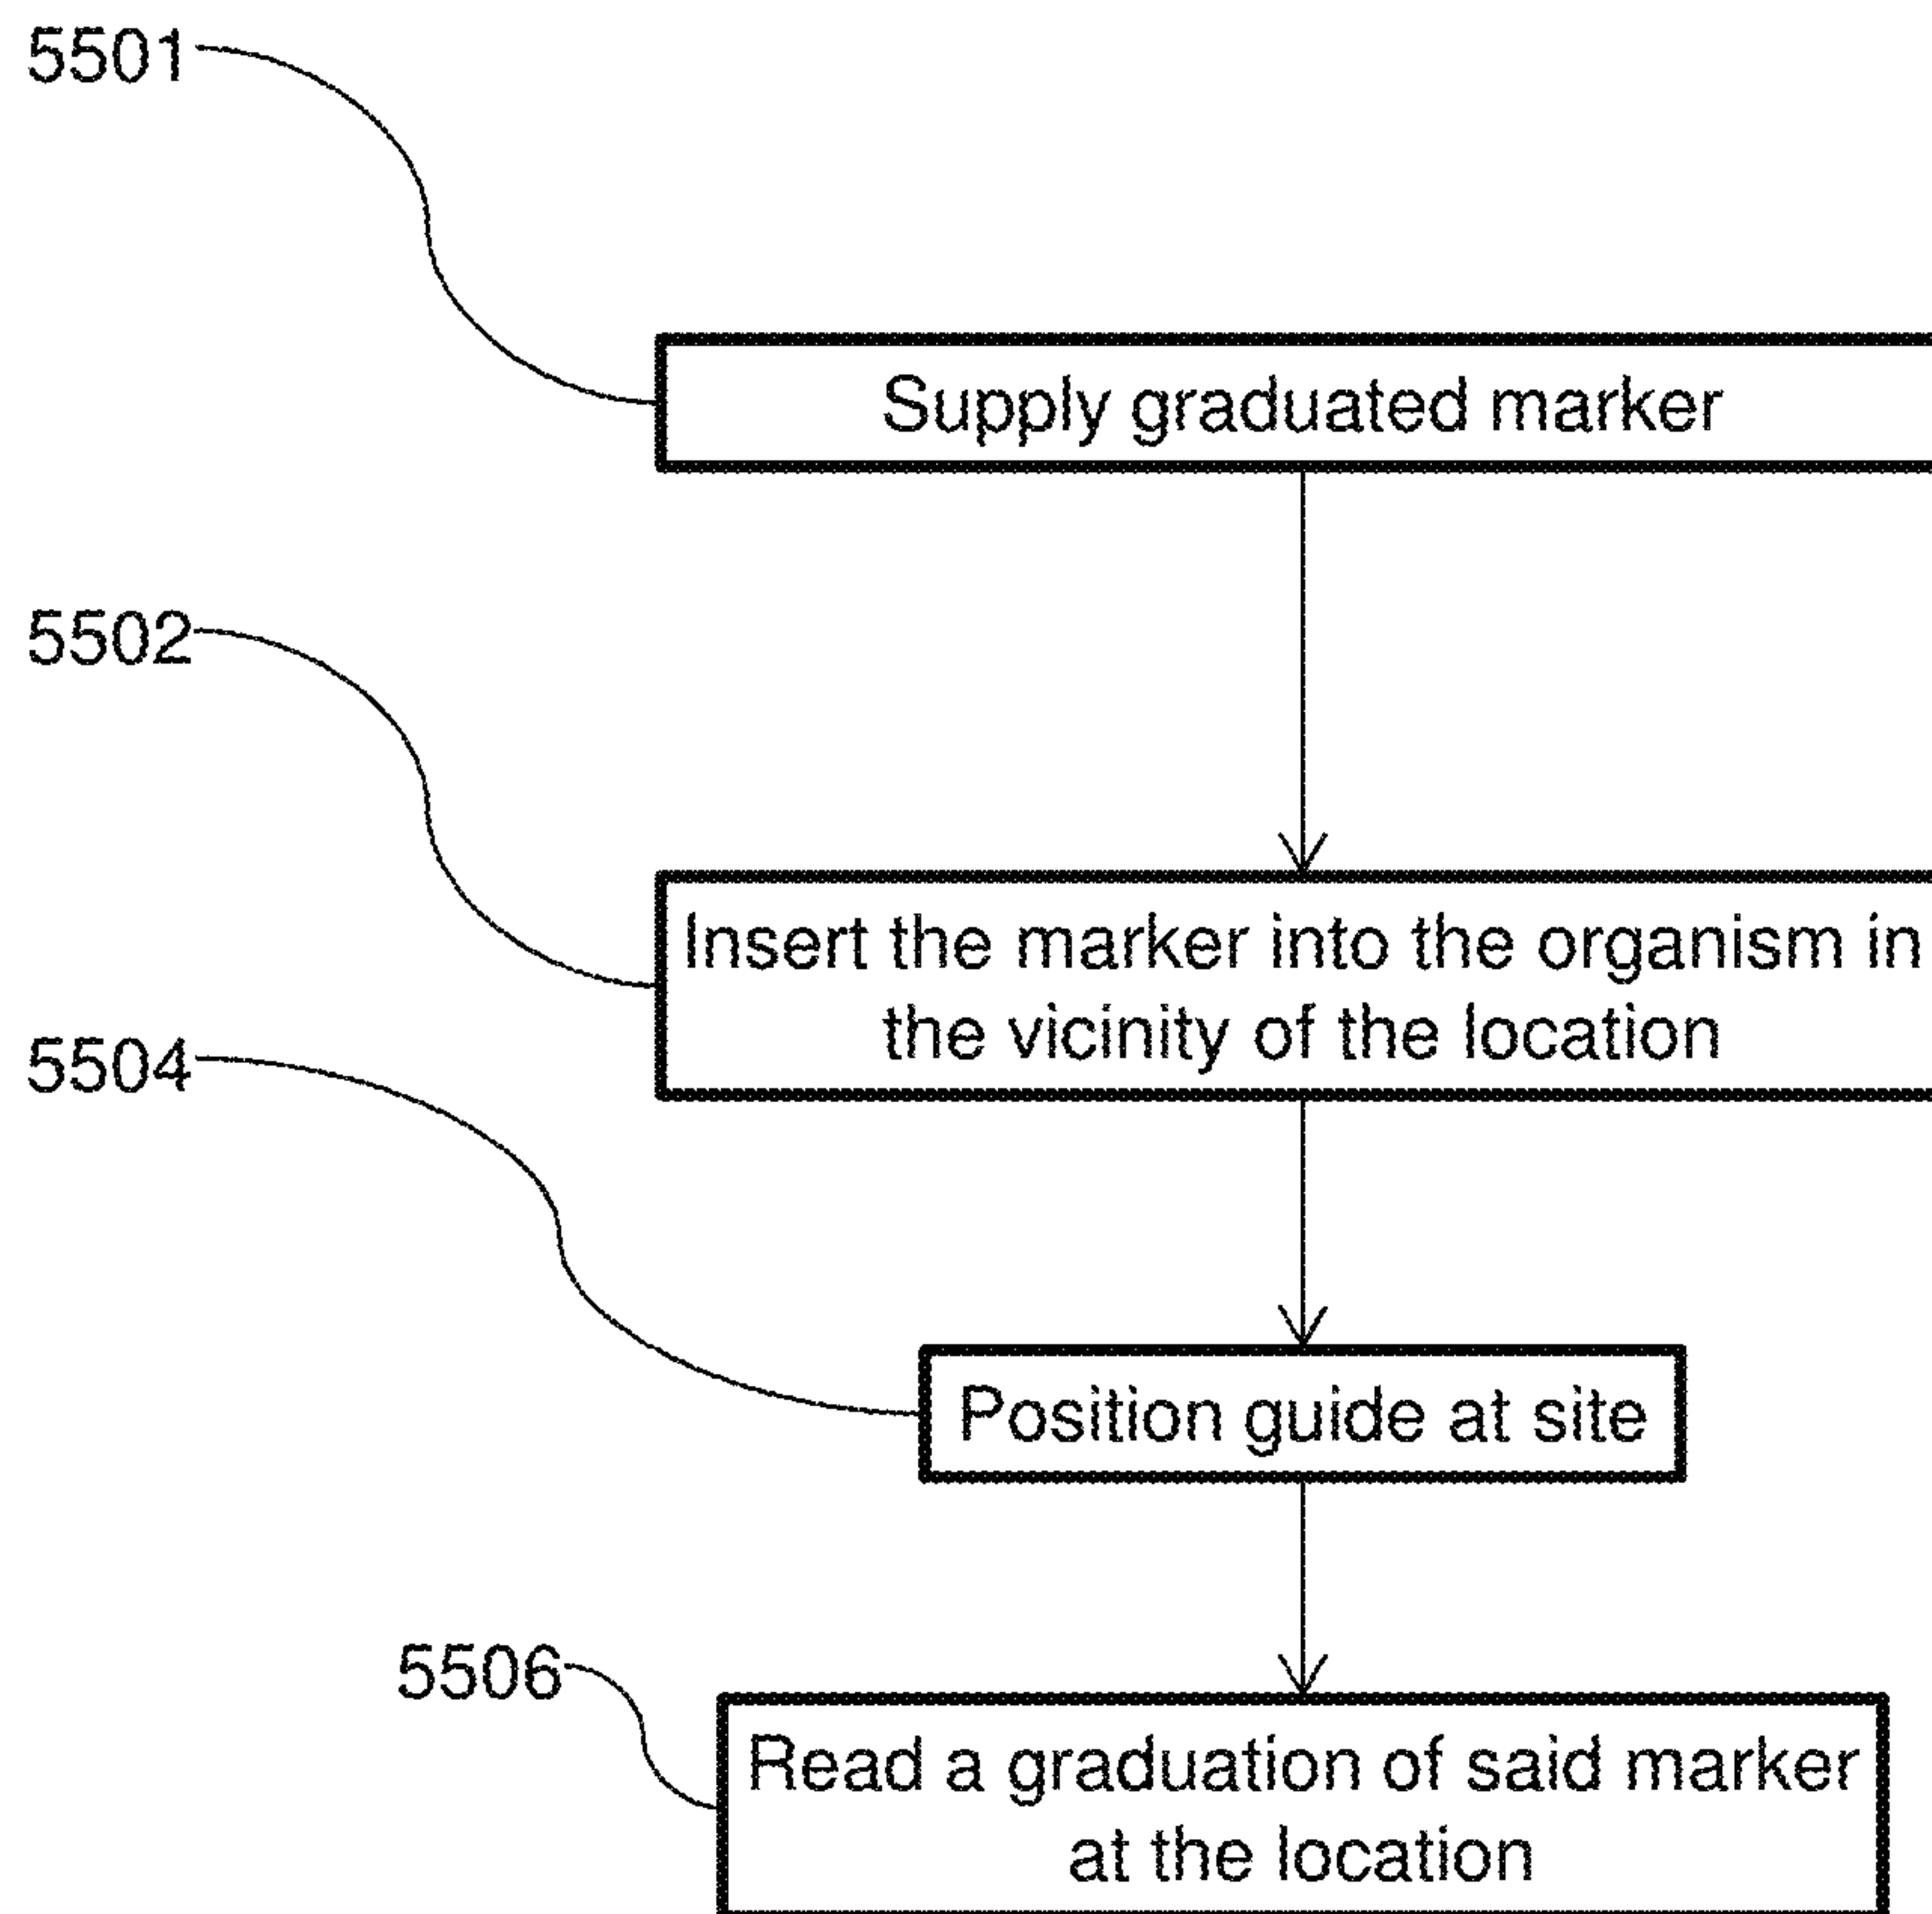 5501
Supply graduated marker
5502
Insert the marker into the organism in
the vicinity of the location
5504
Position guide at site
5506
Read a graduation of said marker
at the location